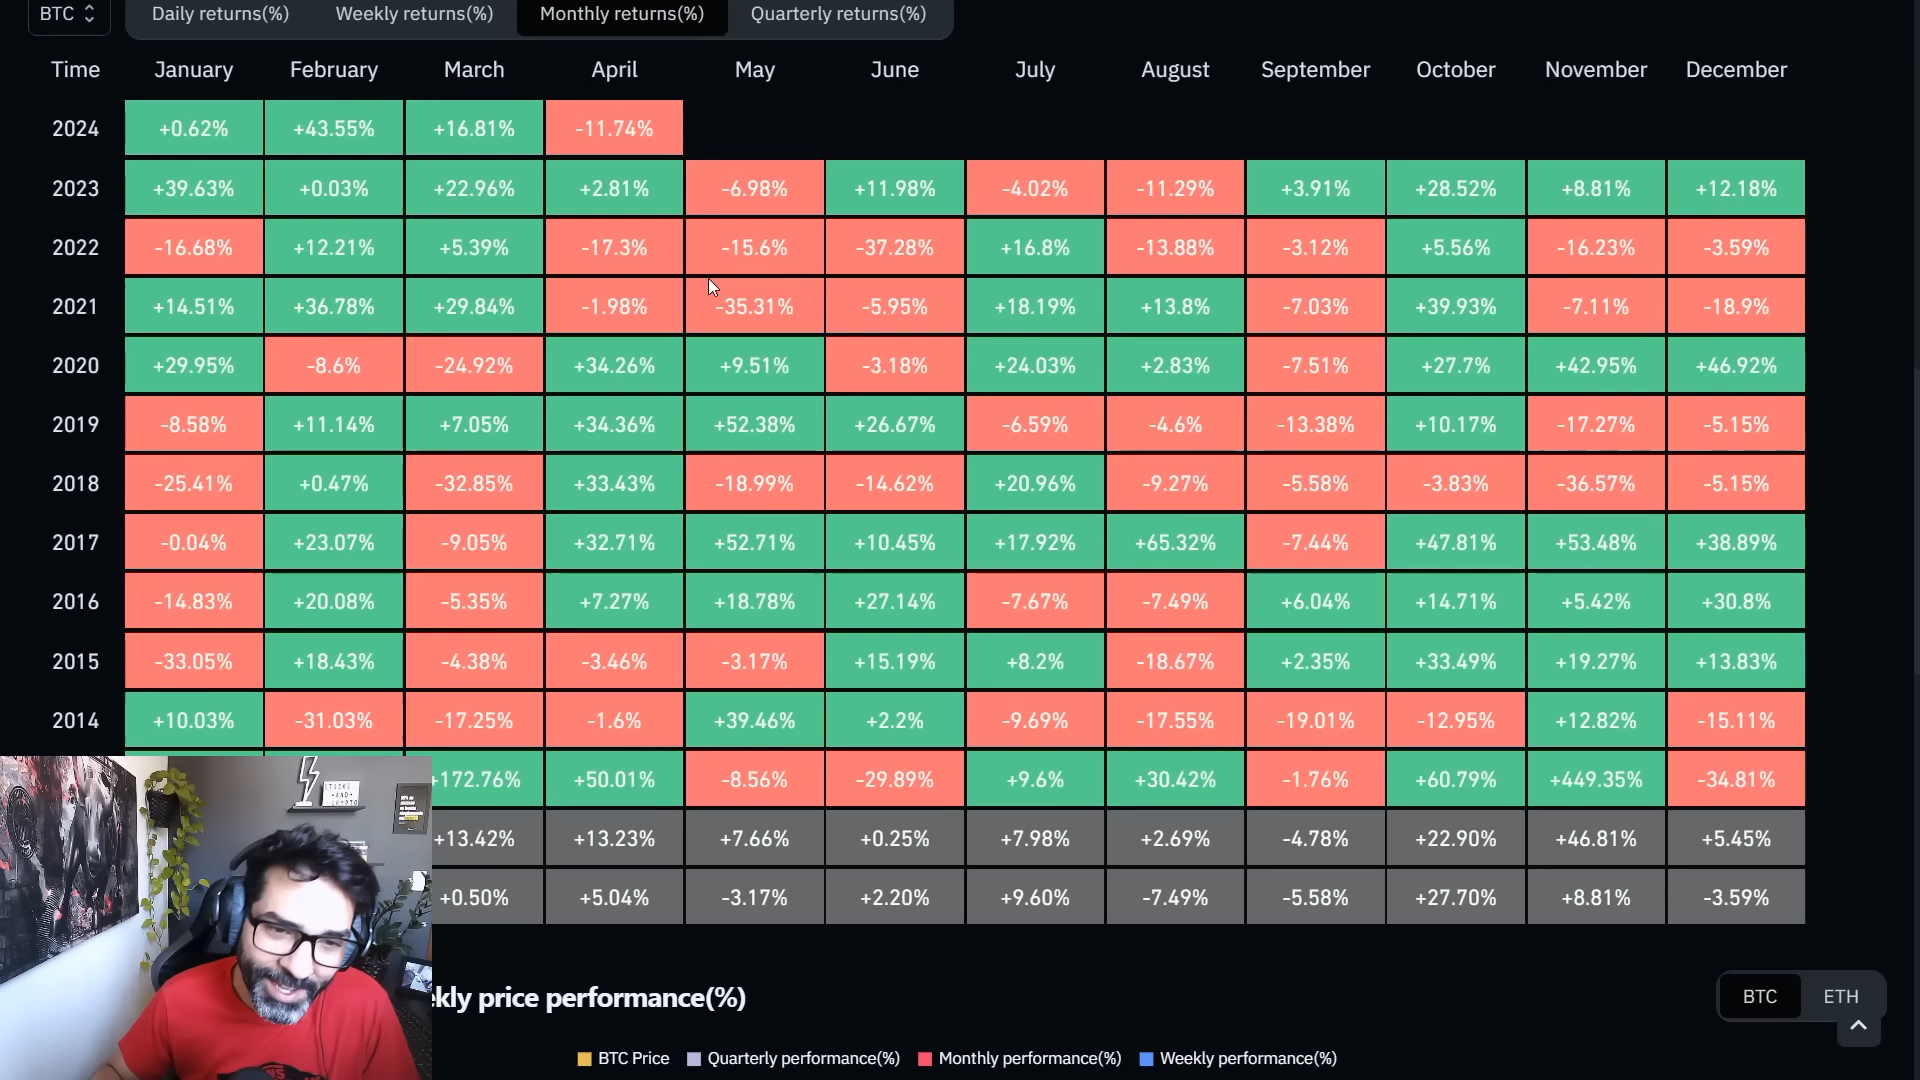 BTC Daily returns(%) Weekly returns(%) Monthly returns(%) Quarterly returns(%)
Time January February March April May June July August September October November December
2024 +0.62% +43.55% +16.81% -11.74%
2023 +39.63% +0.03% +22.96% +2.81% -6.98% +11.98% -4.02% -11.29% +3.91% +28.52% +8.81% +12.18%
2022 -16.68% +12.21% +5.39% -17.3% -15.6% -37.28% +16.8% -13.88% -3.12% +5.56% -16.23% -3.59%
2021 +14.51% +36.78% +29.84% -1.98% -35.31% -5.95% +18.19% +13.8% -7.03% +39.93% -7.11% -18.9%
2020 +29.95% -8.6% -24.92% +34.26% +9.51% -3.18% +24.03% +2.83% -7.51% +27.7% +42.95% +46.92%
2019 -8.58% +11.14% +7.05% +34.36% +52.38% +26.67% -6.59% -4.6% -13.38% +10.17% -17.27% -5.15%
2018 -25.41% +0.47% -32.85% +33.43% -18.99% -14.62% +20.96% -9.27% -5.58% -3.83% -36.57% -5.15%
2017 -0.04% +23.07% -9.05% +32.71% +52.71% +10.45% +17.92% +65.32% -7.44% +47.81% +53.48% +38.89%
2016 -14.83% +20.08% -5.35% +7.27% +18.78% +27.14% -7.67% -7.49% +6.04% +14.71% +5.42% +30.8%
2015 -33.05% +18.43% -4.38% -3.46% -3.17% +15.19% +8.2% -18.67% +2.35% +33.49% +19.27% +13.83%
2014 +10.03% -31.03% -17.25% -1.6% +39.46% +2.2% -9.69% -17.55% -19.01% -12.95% +12.82% -15.11%
+172.76% +50.01% -8.56% -29.89% +9.6% +30.42% -1.76% +60.79% +449.35% -34.81%
STOCKS
-AND-
CRYPTO
+13.42% +13.23% +7.66% +0.25% +7.98% +2.69% -4.78% +22.90% +46.81% +5.45%
+0.50% +5.04% -3.17% +2.20% +9.60% -7.49% -5.58% +27.70% +8.81% -3.59%
ekly price performance(%)
BTC ETH
BTC Price Quarterly performance(%) Monthly performance(%) Weekly performance(%)